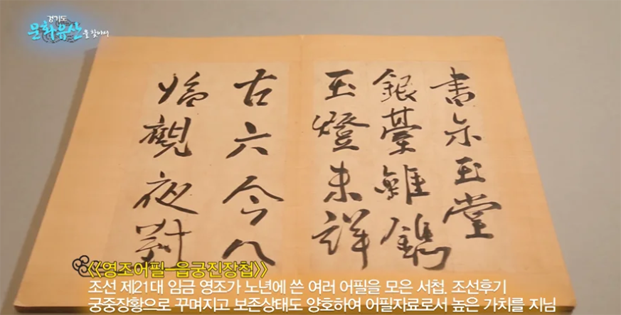 경기도
문화유산을 찾아서
書示玉堂
銀臺雖鐫
玉燈未詳
古六今八
始觀夜對
《영조어필-읍궁진장첩》
조선 제21대 임금 영조가 노년에 쓴 여러 어필을 모은 서첩, 조선후기
궁중장황으로 꾸며지고 보존상태도 양호하여 어필자료로서 높은 가치를 지님